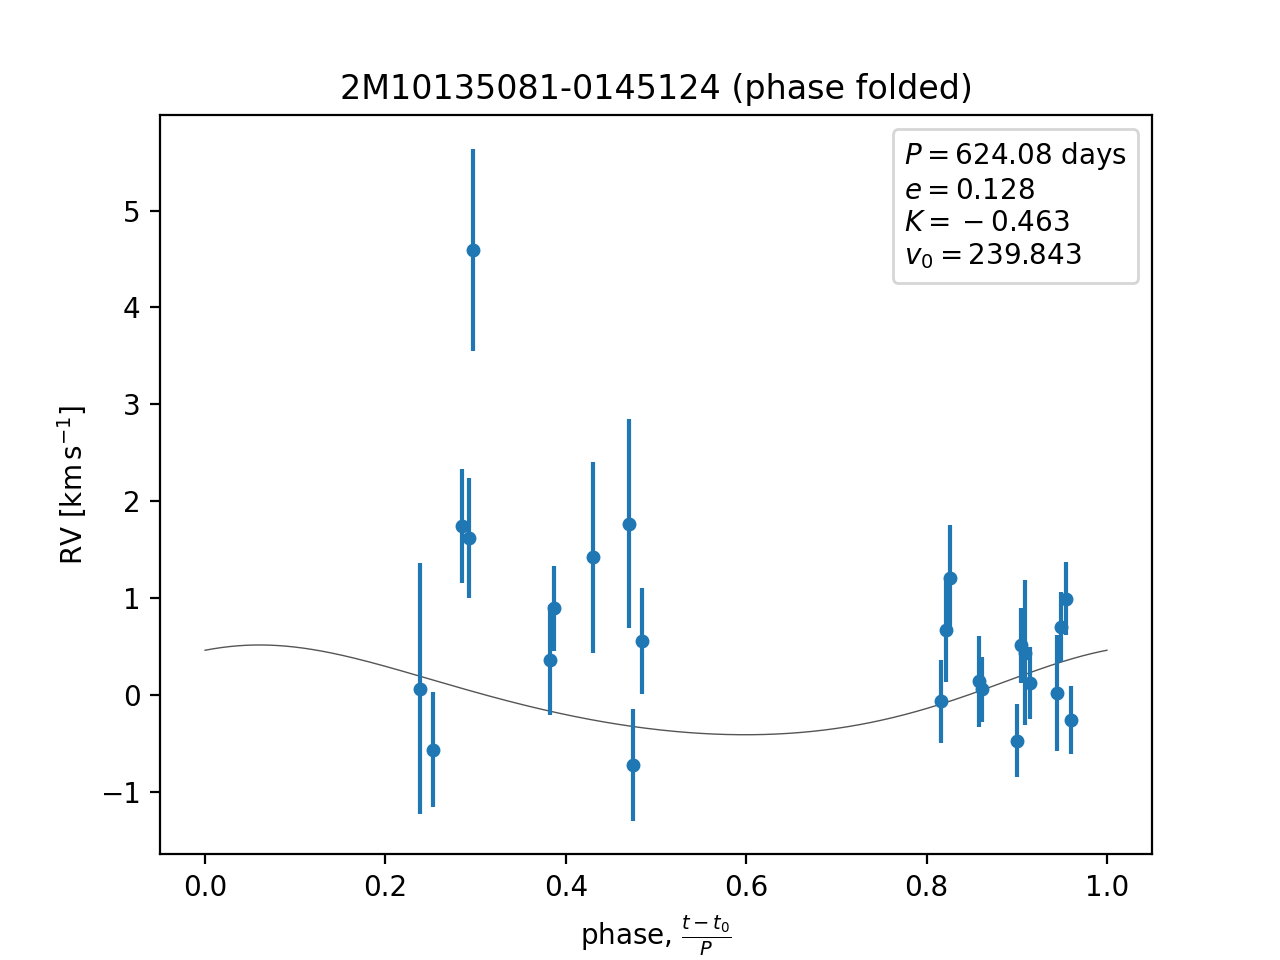 2M10135081-0145124 (phase folded)
P = 624.08 days
e = 0.128
K = −0.463
v₀ = 239.843
RV [km s⁻¹]
5
4
3
2
1
0
−1
0.0 0.2 0.4 0.6 0.8 1.0
phase, (t − t₀)/P